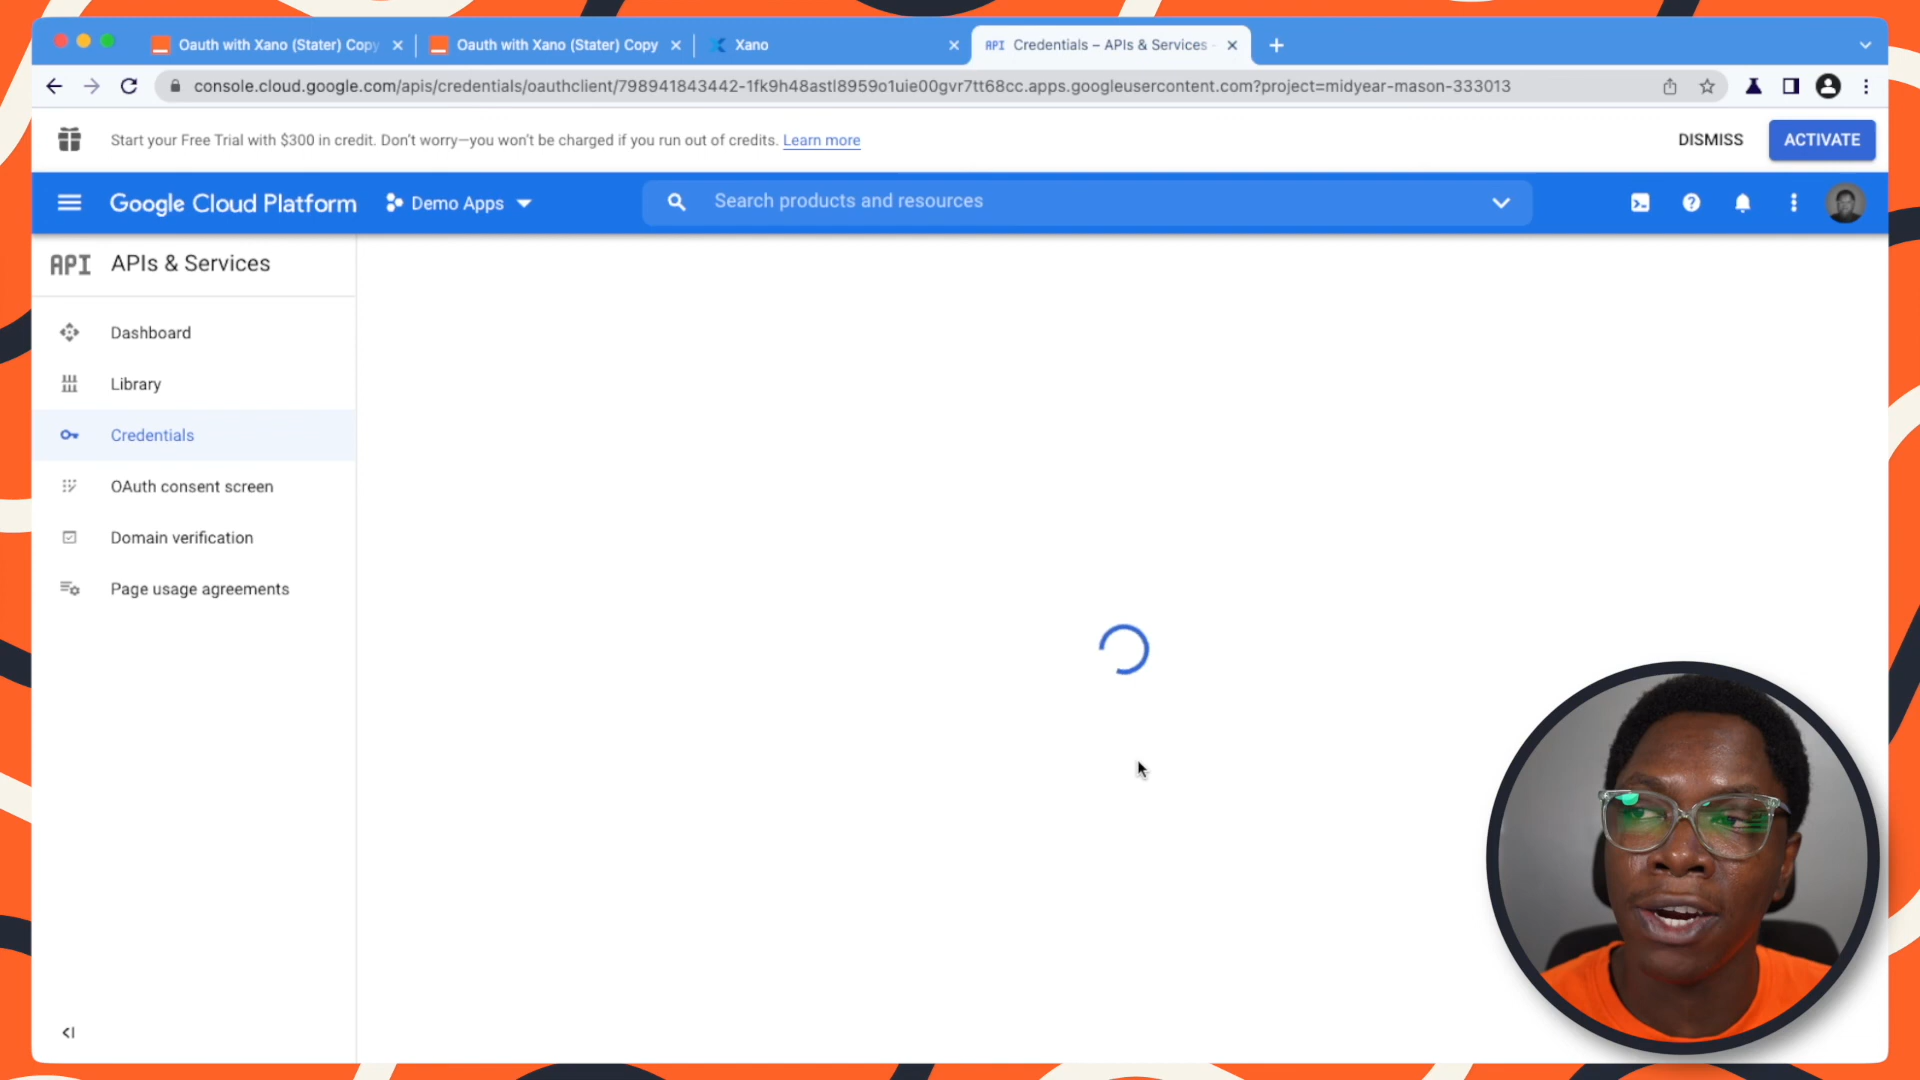 Oauth with Xano (Stater) Copy
Oauth with Xano (Stater) Copy
Xano
API Credentials – APIs & Services -
console.cloud.google.com/apis/credentials/oauthclient/798941843442-1fk9h48astl8959o1uie00gvr7tt68cc.apps.googleusercontent.com?project=midyear-mason-333013
Start your Free Trial with $300 in credit. Don't worry—you won't be charged if you run out of credits. Learn more
DISMISS
ACTIVATE
Google Cloud Platform
Demo Apps
Search products and resources
API APIs & Services
Dashboard
Library
Credentials
OAuth consent screen
Domain verification
Page usage agreements